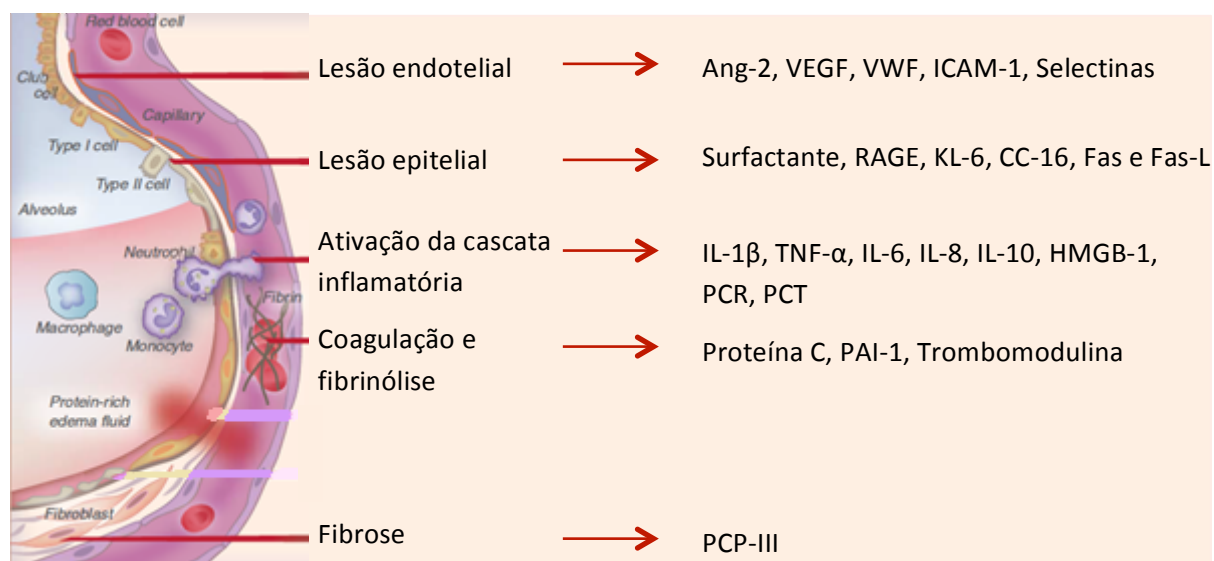 Red blood cell
Club
cell
Capillary
Type I cell
Type II cell
Alveolus
Neutrophil
Macrophage
Monocyte
Fibrin
Protein-rich
edema fluid
Fibroblast
Lesão endotelial
Ang-2, VEGF, VWF, ICAM-1, Selectinas
Lesão epitelial
Surfactante, RAGE, KL-6, CC-16, Fas e Fas-L
Ativação da cascata
inflamatória
IL-1β, TNF-α, IL-6, IL-8, IL-10, HMGB-1,
PCR, PCT
Coagulação e
fibrinólise
Proteína C, PAI-1, Trombomodulina
Fibrose
PCP-III